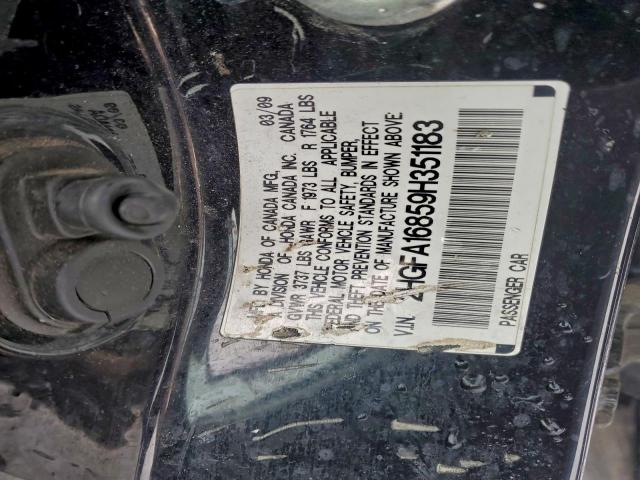 MFD BY HONDA OF CANADA MFG. 03/09
A DIVISION OF HONDA CANADA INC. CANADA
GVWR 3737 LBS GAWR F 1973 LBS R 1764 LBS
THIS VEHICLE CONFORMS TO ALL APPLICABLE
FEDERAL MOTOR VEHICLE SAFETY, BUMPER,
AND THEFT PREVENTION STANDARDS IN EFFECT
ON THE DATE OF MANUFACTURE SHOWN ABOVE.
V.I.N. 2HGFA16859H351183
PASSENGER CAR